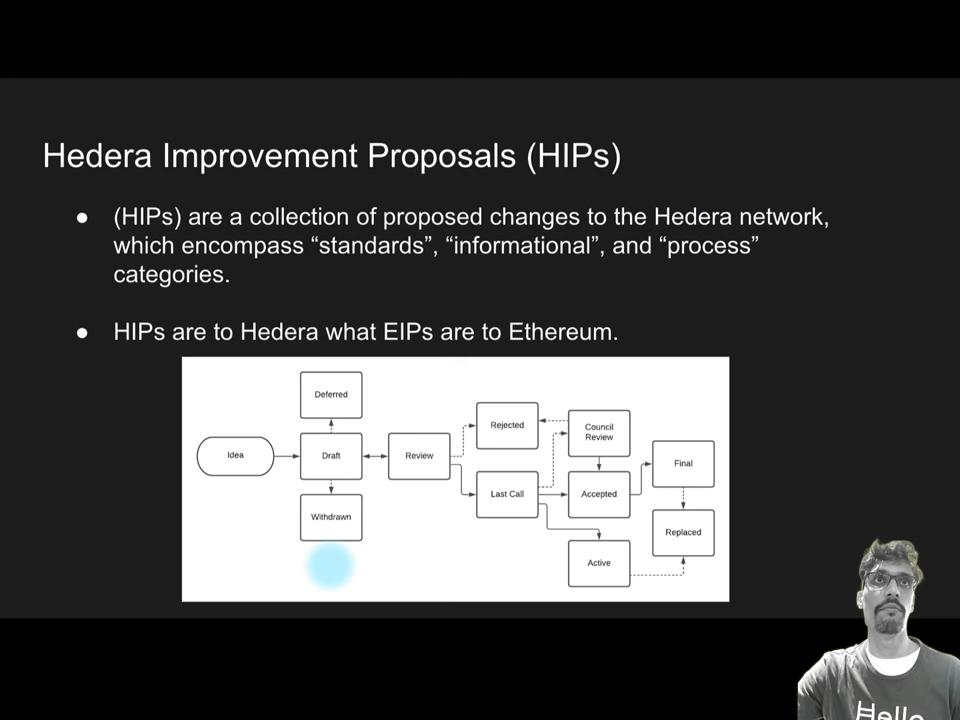 Hedera Improvement Proposals (HIPs)
● (HIPs) are a collection of proposed changes to the Hedera network,
which encompass “standards”, “informational”, and “process”
categories.
● HIPs are to Hedera what EIPs are to Ethereum.
Deferred
Rejected
Council
Review
Idea
Draft
Review
Final
Last Call
Accepted
Withdrawn
Replaced
Active
Hello